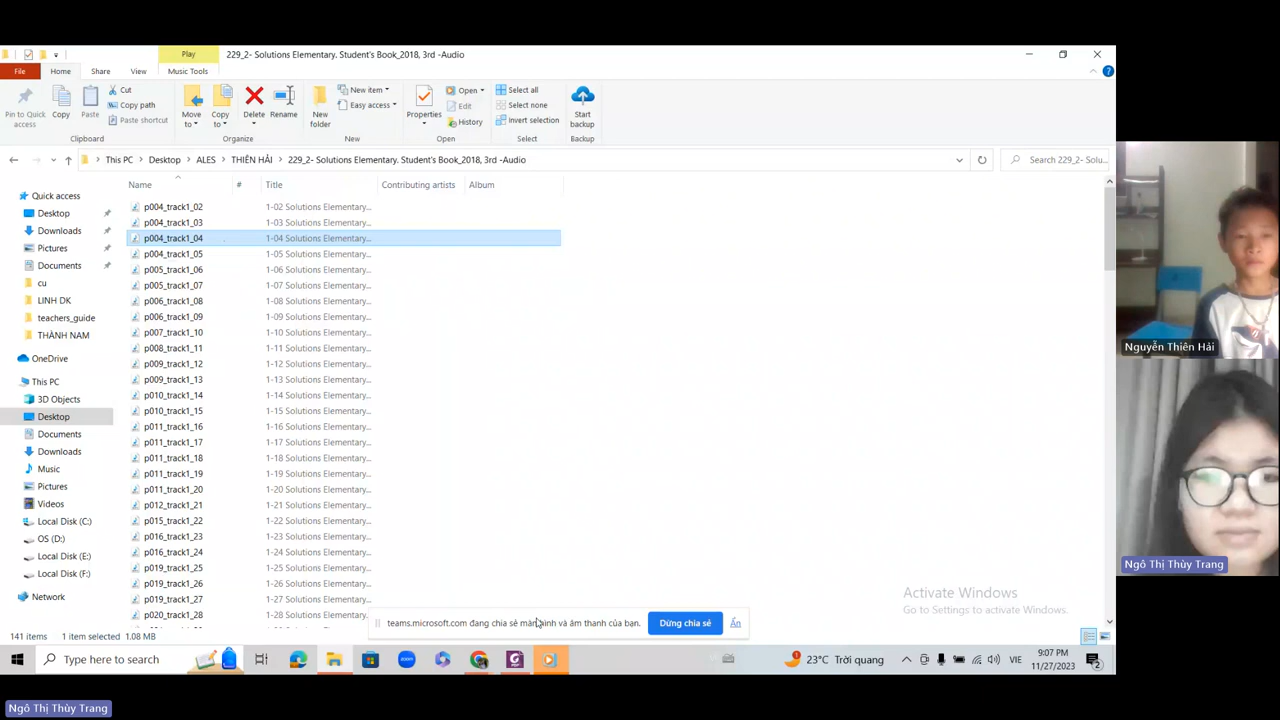 Play
229_2- Solutions Elementary. Student's Book_2018, 3rd -Audio
File
Home
Share
View
Music Tools
Pin to Quick access
Copy
Paste
Cut
Copy path
Paste shortcut
Clipboard
Move to
Copy to
Delete
Rename
Organize
New folder
New item
Easy access
New
Properties
Open
Edit
History
Open
Select all
Select none
Invert selection
Select
Start backup
Backup
This PC > Desktop > ALES > THIÊN HẢI > 229_2- Solutions Elementary. Student's Book_2018, 3rd -Audio
Search 229_2- Solu...
Name # Title Contributing artists Album
Quick access
Desktop
Downloads
Pictures
Documents
cu
LINH DK
teachers_guide
THÀNH NAM
OneDrive
This PC
3D Objects
Desktop
Documents
Downloads
Music
Pictures
Videos
Local Disk (C:)
OS (D:)
Local Disk (E:)
Local Disk (F:)
Network
p004_track1_02 1-02 Solutions Elementary...
p004_track1_03 1-03 Solutions Elementary...
p004_track1_04 1-04 Solutions Elementary...
p004_track1_05 1-05 Solutions Elementary...
p005_track1_06 1-06 Solutions Elementary...
p005_track1_07 1-07 Solutions Elementary...
p006_track1_08 1-08 Solutions Elementary...
p006_track1_09 1-09 Solutions Elementary...
p007_track1_10 1-10 Solutions Elementary...
p008_track1_11 1-11 Solutions Elementary...
p009_track1_12 1-12 Solutions Elementary...
p009_track1_13 1-13 Solutions Elementary...
p010_track1_14 1-14 Solutions Elementary...
p010_track1_15 1-15 Solutions Elementary...
p011_track1_16 1-16 Solutions Elementary...
p011_track1_17 1-17 Solutions Elementary...
p011_track1_18 1-18 Solutions Elementary...
p011_track1_19 1-19 Solutions Elementary...
p011_track1_20 1-20 Solutions Elementary...
p012_track1_21 1-21 Solutions Elementary...
p015_track1_22 1-22 Solutions Elementary...
p016_track1_23 1-23 Solutions Elementary...
p016_track1_24 1-24 Solutions Elementary...
p019_track1_25 1-25 Solutions Elementary...
p019_track1_26 1-26 Solutions Elementary...
p019_track1_27 1-27 Solutions Elementary...
p020_track1_28 1-28 Solutions Elementary...
Nguyễn Thiên Hải
Ngô Thị Thùy Trang
Activate Windows
Go to Settings to activate Windows.
teams.microsoft.com đang chia sẻ màn hình và âm thanh của bạn.
Dừng chia sẻ
Ẩn
141 items 1 item selected 1.08 MB
Type here to search
23°C Trời quang
VIE
9:07 PM
11/27/2023
2
Ngô Thị Thùy Trang